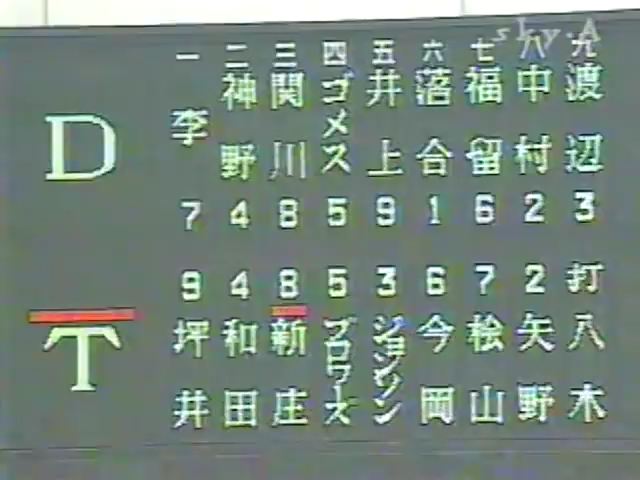 sky.A
一 二 三 四 五 六 七 八 九
D 李 神野 関川 ゴメス 井上 落合 福留 中村 渡辺
7 4 8 5 9 1 6 2 3
9 4 8 5 3 6 7 2 打
T 坪井 和田 新庄 ブロワーズ ジョンソン 今岡 桧山 矢野 八木